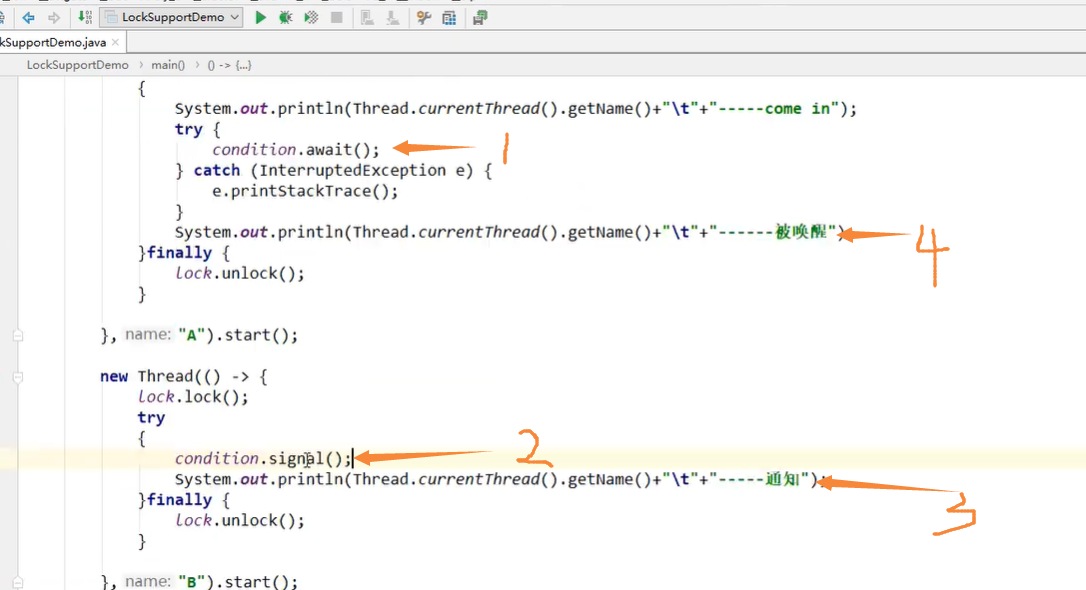 LockSupportDemo
kSupportDemo.java
LockSupportDemo › main() › () -> {...}
{
System.out.println(Thread.currentThread().getName()+"\t"+"-----come in");
try {
condition.await(); 1
} catch (InterruptedException e) {
e.printStackTrace();
}
System.out.println(Thread.currentThread().getName()+"\t"+"------被唤醒") 4
}finally {
lock.unlock();
}
}, name: "A").start();
new Thread(() -> {
lock.lock();
try
{
condition.signal(); 2
System.out.println(Thread.currentThread().getName()+"\t"+"-----通知"); 3
}finally {
lock.unlock();
}
}, name: "B").start();